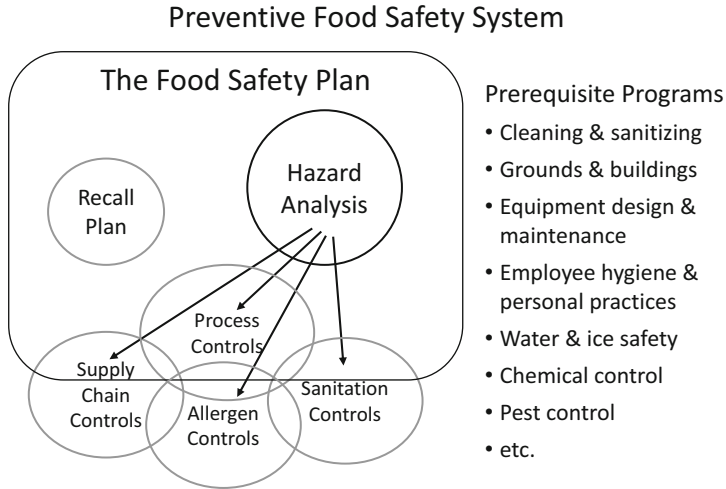 Preventive Food Safety System
The Food Safety Plan
Recall
Plan
Hazard
Analysis
Process
Controls
Supply
Chain
Controls
Allergen
Controls
Sanitation
Controls
Prerequisite Programs
• Cleaning & sanitizing
• Grounds & buildings
• Equipment design &
maintenance
• Employee hygiene &
personal practices
• Water & ice safety
• Chemical control
• Pest control
• etc.